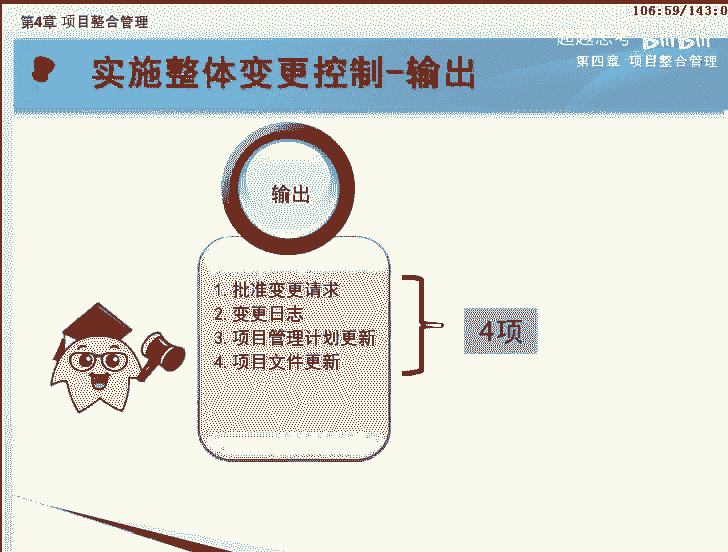 第4章 项目整合管理
106:59/143:0
实施整体变更控制-输出
第四章 项目整合管理
输出
1. 批准变更请求
2. 变更日志
3. 项目管理计划更新
4. 项目文件更新
4项